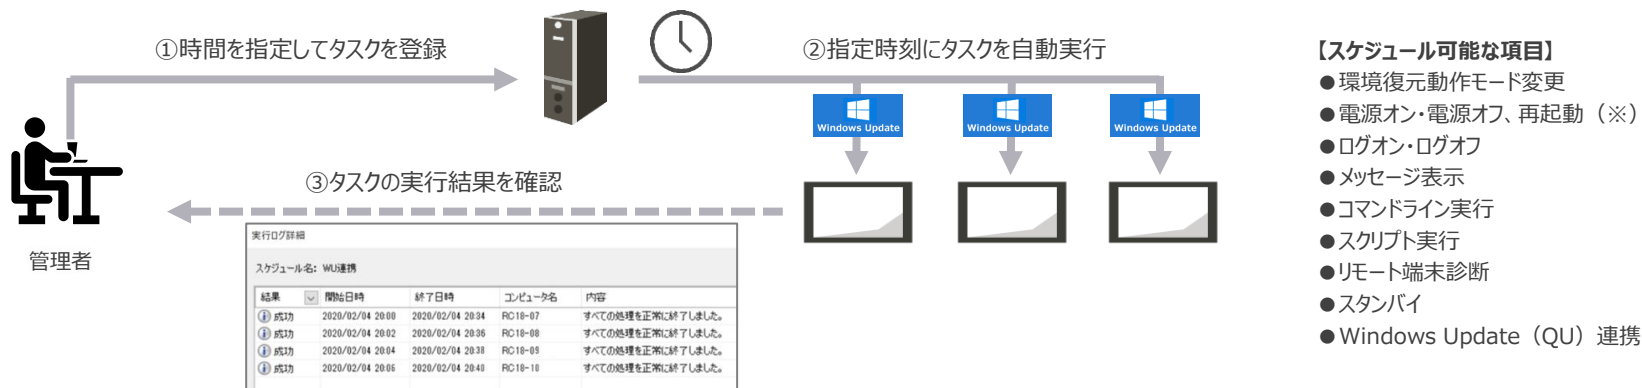 ①時間を指定してタスクを登録
②指定時刻にタスクを自動実行
Windows Update
Windows Update
Windows Update
③タスクの実行結果を確認
管理者
実行ログ詳細
スケジュール名: WU連携
結果 開始日時 終了日時 コンピュータ名 内容
成功 2020/02/04 20:00 2020/02/04 20:34 RC18-07 すべての処理を正常に終了しました。
成功 2020/02/04 20:02 2020/02/04 20:36 RC18-08 すべての処理を正常に終了しました。
成功 2020/02/04 20:04 2020/02/04 20:38 RC18-09 すべての処理を正常に終了しました。
成功 2020/02/04 20:06 2020/02/04 20:40 RC18-10 すべての処理を正常に終了しました。
【スケジュール可能な項目】
●環境復元動作モード変更
●電源オン・電源オフ、再起動（※）
●ログオン・ログオフ
●メッセージ表示
●コマンドライン実行
●スクリプト実行
●リモート端末診断
●スタンバイ
●Windows Update（QU）連携